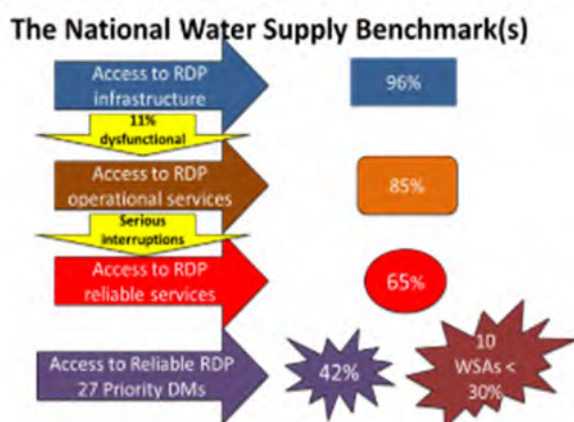 The National Water Supply Benchmark(s)
Access to RDP
infrastructure
96%
11%
dysfunctional
Access to RDP
operational services
85%
Serious
interruptions
Access to RDP
reliable services
65%
Access to Reliable RDP
27 Priority DMs
42%
10
WSAs <
30%